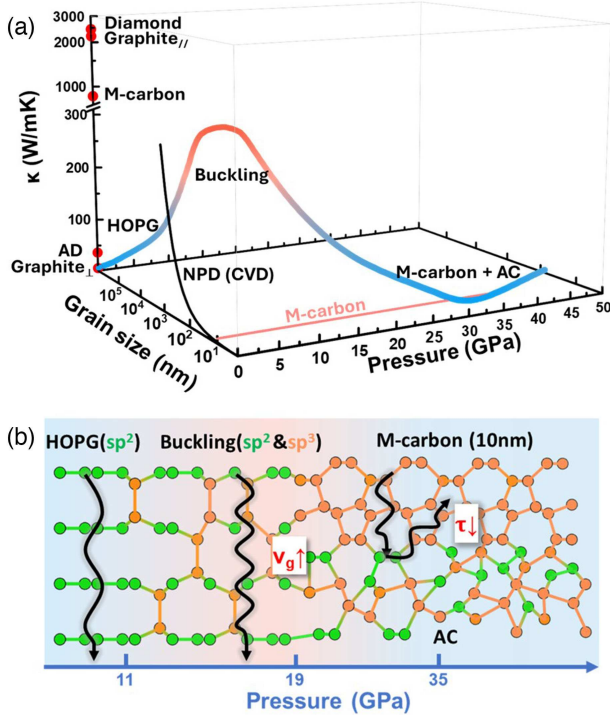 (a)
3000
Diamond
Graphite//
2000
1000
M-carbon
300
κ (W/mK)
200
Buckling
100
HOPG
AD
Graphite⊥
NPD (CVD)
M-carbon + AC
M-carbon
10⁵
10⁴
10³
10²
10¹
Grain size (nm)
0
5
10
15
20
25
30
35
40
45
50
Pressure (GPa)
(b)
HOPG(sp²) Buckling(sp²&sp³) M-carbon (10nm)
vg↑
τ↓
AC
11
19
35
Pressure (GPa)